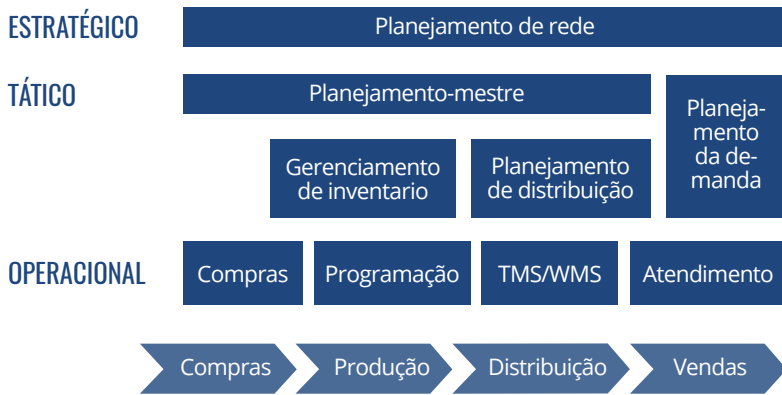 ESTRATÉGICO
Planejamento de rede
TÁTICO
Planejamento-mestre
Planeja-
mento
da de-
manda
Gerenciamento
de inventario
Planejamento
de distribuição
OPERACIONAL
Compras
Programação
TMS/WMS
Atendimento
Compras
Produção
Distribuição
Vendas